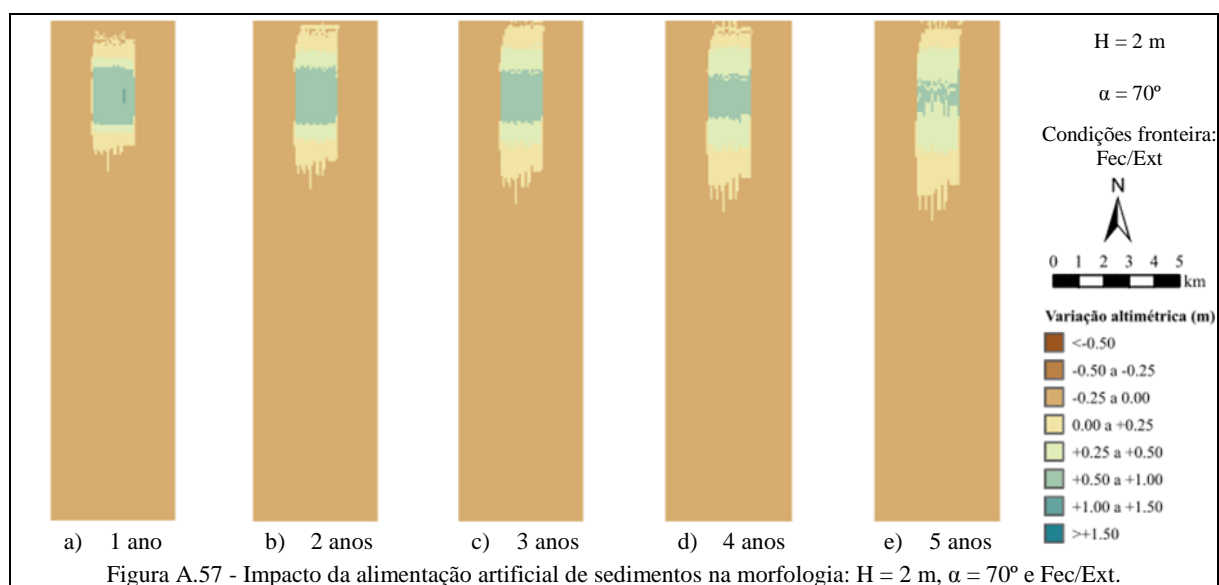 H = 2 m
α = 70º
Condições fronteira:
Fec/Ext
N
0 1 2 3 4 5
km
Variação altimétrica (m)
<-0.50
-0.50 a -0.25
-0.25 a 0.00
0.00 a +0.25
+0.25 a +0.50
+0.50 a +1.00
+1.00 a +1.50
>+1.50
a) 1 ano b) 2 anos c) 3 anos d) 4 anos e) 5 anos
Figura A.57 - Impacto da alimentação artificial de sedimentos na morfologia: H = 2 m, α = 70º e Fec/Ext.